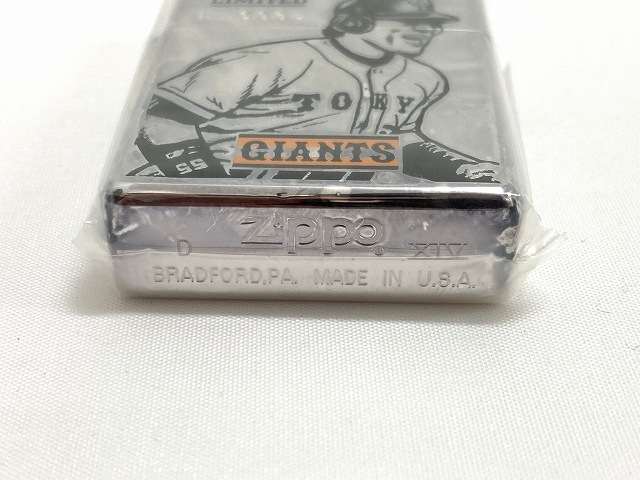 LIMITED
TOKY
55
GIANTS
Zippo®
D XIV
BRADFORD,PA. MADE IN U.S.A.